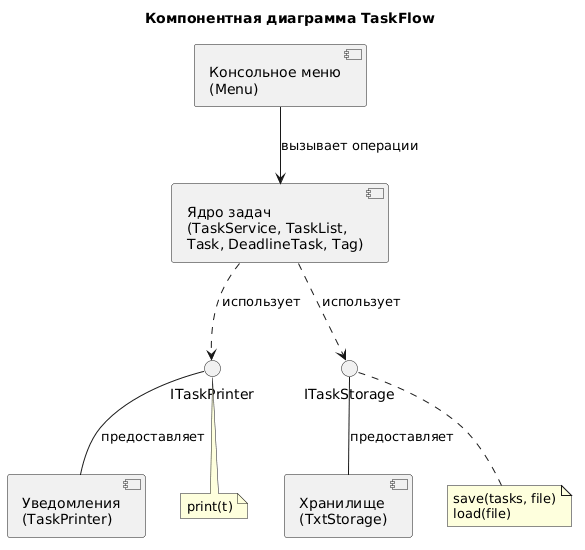 Компонентная диаграмма TaskFlow
Консольное меню
(Menu)
вызывает операции
Ядро задач
(TaskService, TaskList,
Task, DeadlineTask, Tag)
использует
использует
ITaskPrinter
ITaskStorage
предоставляет
предоставляет
Уведомления
(TaskPrinter)
print(t)
Хранилище
(TxtStorage)
save(tasks, file)
load(file)